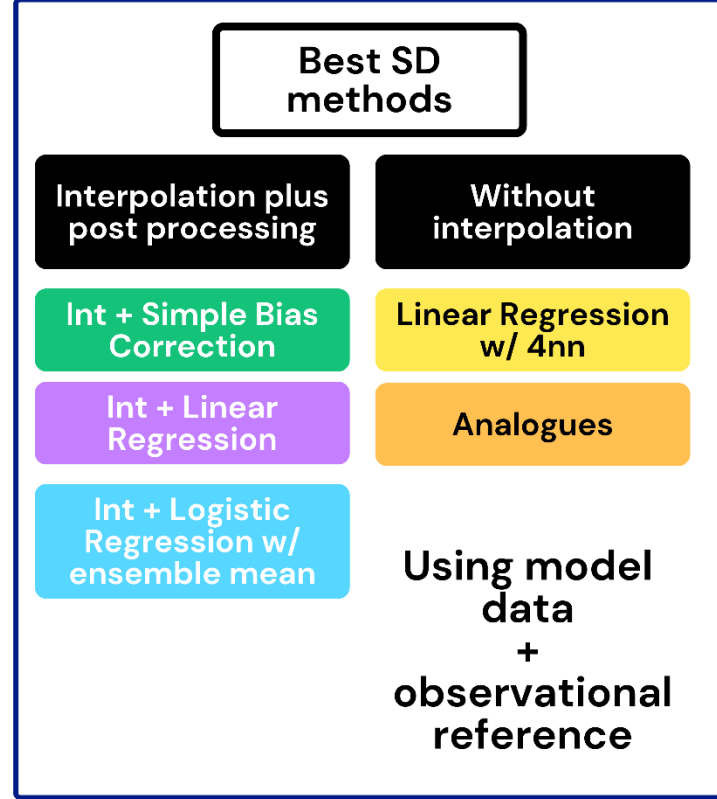 Best SD
methods
Interpolation plus
post processing
Int + Simple Bias
Correction
Int + Linear
Regression
Int + Logistic
Regression w/
ensemble mean
Without
interpolation
Linear Regression
w/ 4nn
Analogues
Using model
data
+
observational
reference